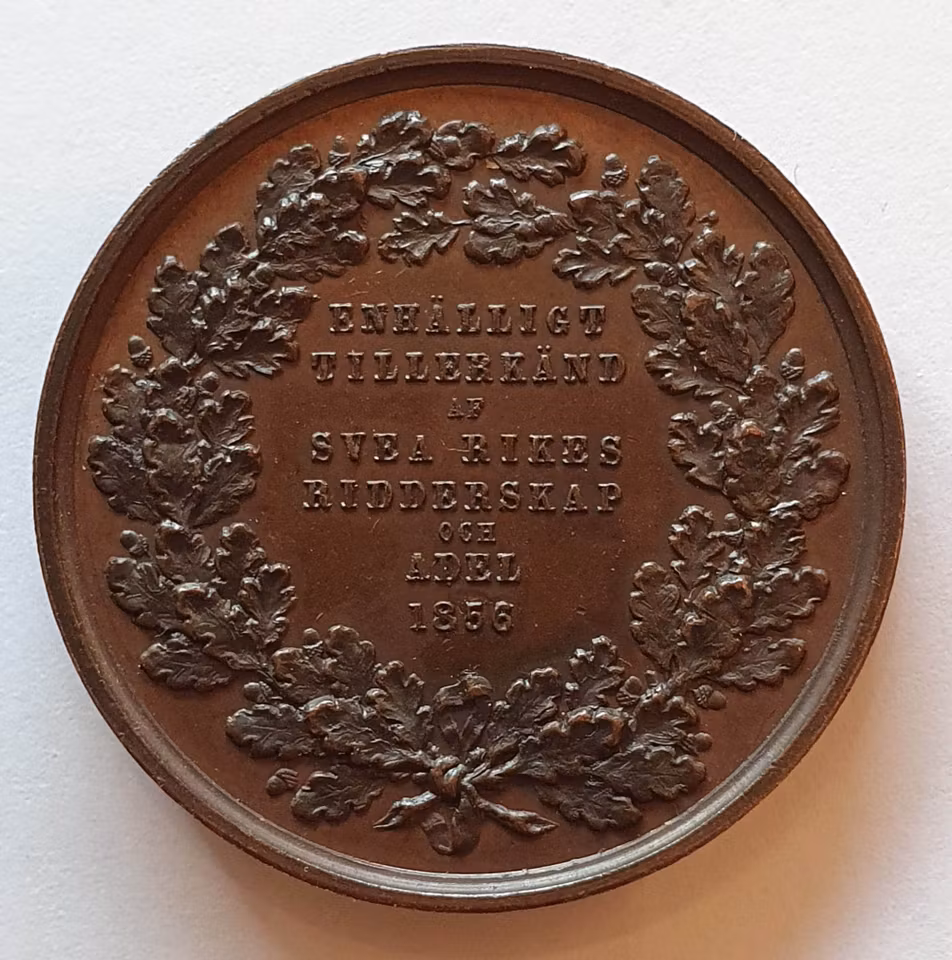 ENHÄLLIGT
TILLERKÄND
AF
SVEA RIKES
RIDDERSKAP
OCH
ADEL
1856